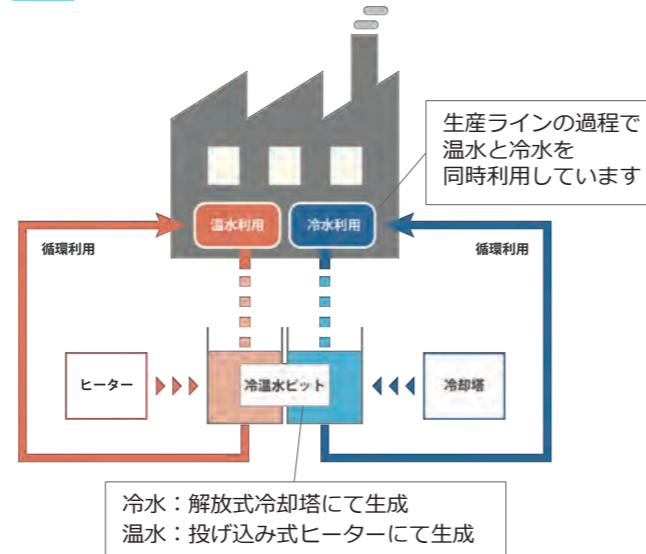 生産ラインの過程で
温水と冷水を
同時利用しています
温水利用
冷水利用
循環利用
循環利用
ヒーター
冷温水ピット
冷却塔
冷水：解放式冷却塔にて生成
温水：投げ込み式ヒーターにて生成